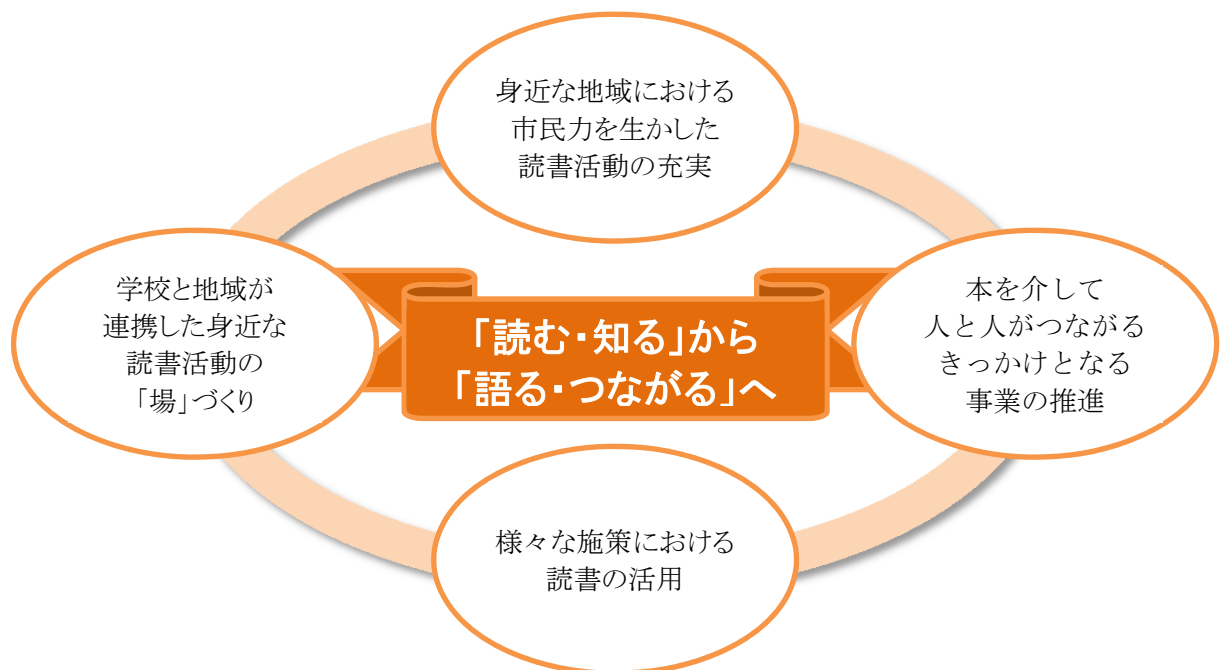 身近な地域における
市民力を生かした
読書活動の充実
学校と地域が
連携した身近な
読書活動の
「場」づくり
「読む・知る」から
「語る・つながる」へ
本を介して
人と人がつながる
きっかけとなる
事業の推進
様々な施策における
読書の活用